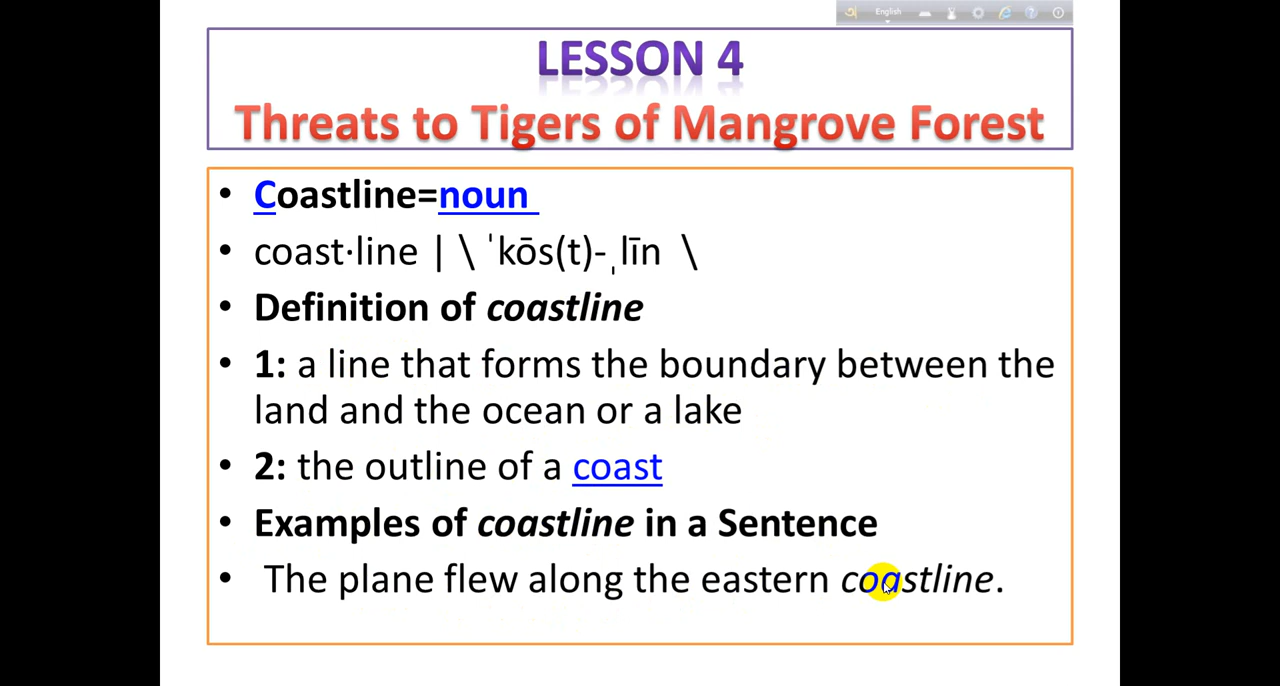 English
LESSON 4
Threats to Tigers of Mangrove Forest
• Coastline=noun
• coast·line | \ ˈkōs(t)-ˌlīn \
• Definition of coastline
• 1: a line that forms the boundary between the
land and the ocean or a lake
• 2: the outline of a coast
• Examples of coastline in a Sentence
• The plane flew along the eastern coastline.